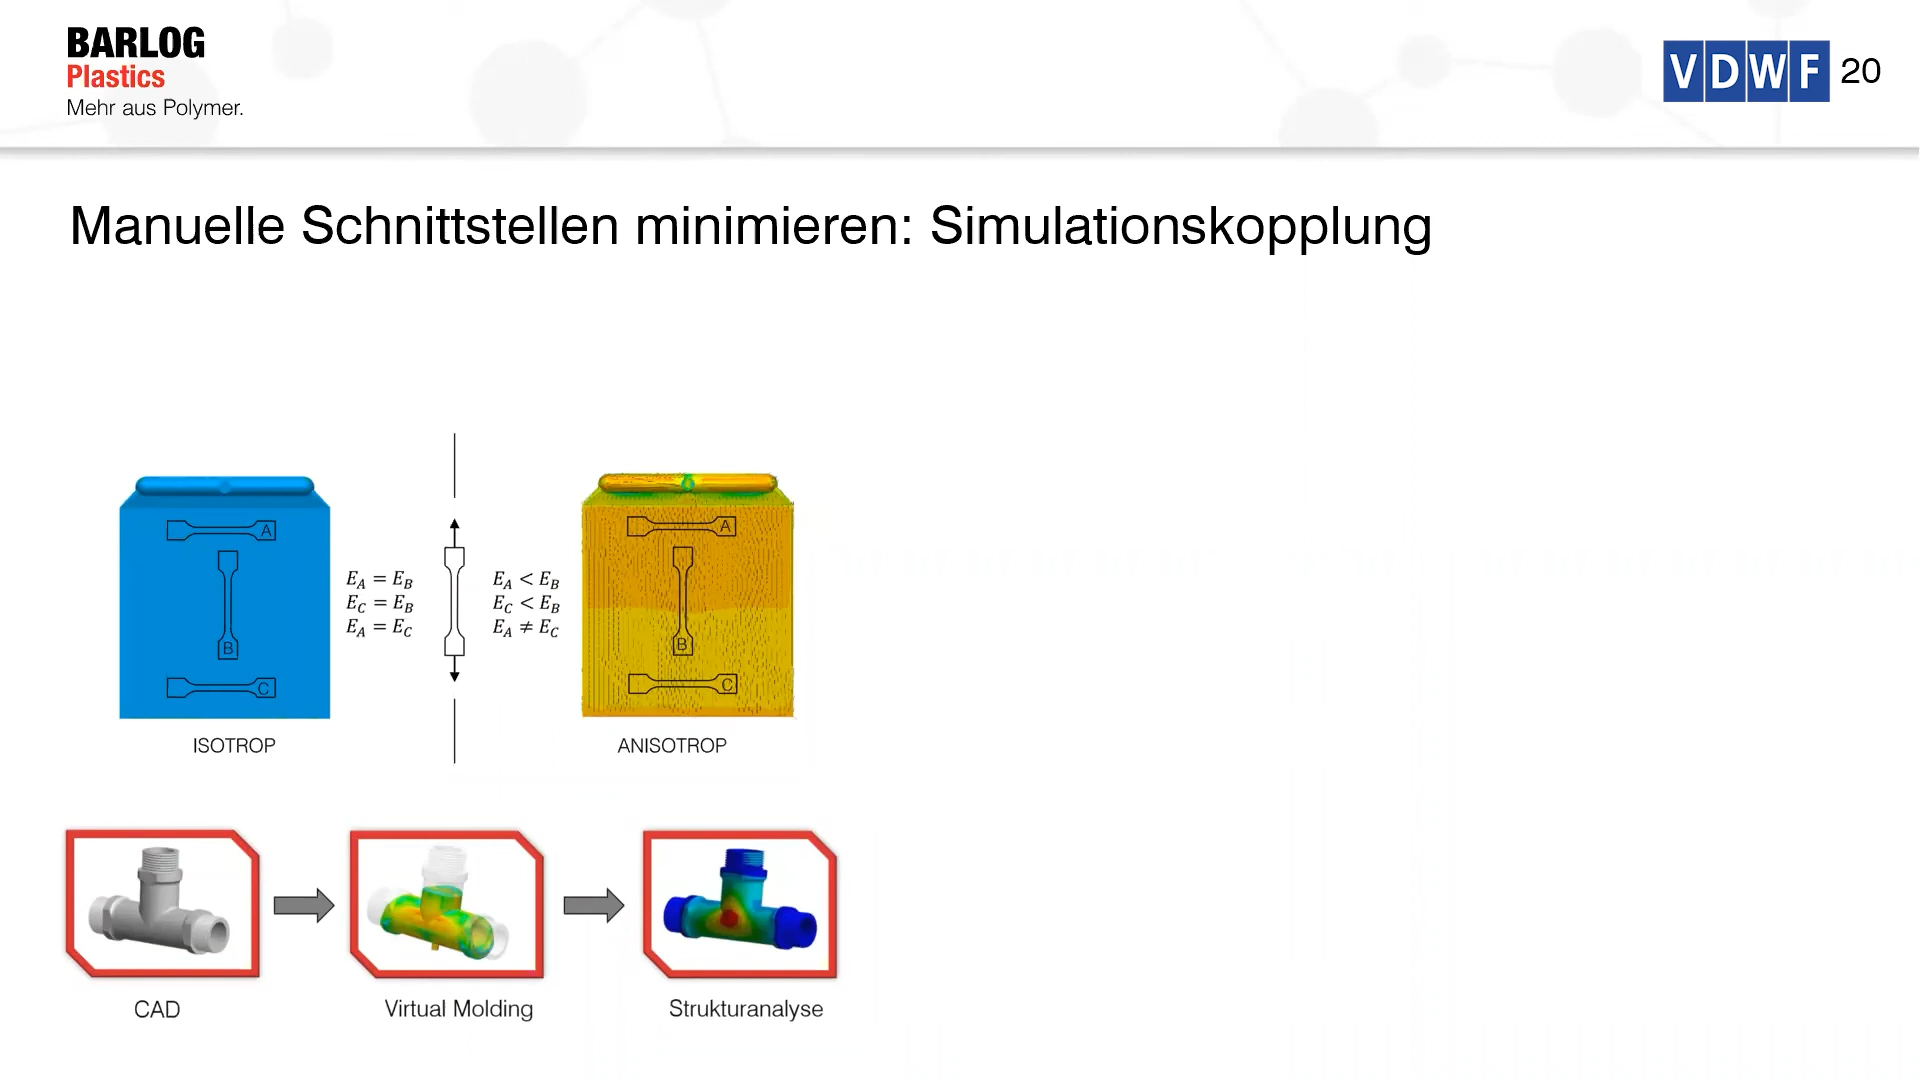 BARLOG
Plastics
Mehr aus Polymer.
VDWF 20
Manuelle Schnittstellen minimieren: Simulationskopplung
A
B
C
ISOTROP
E_A = E_B
E_C = E_B
E_A = E_C
E_A < E_B
E_C < E_B
E_A ≠ E_C
A
B
C
ANISOTROP
CAD
Virtual Molding
Strukturanalyse